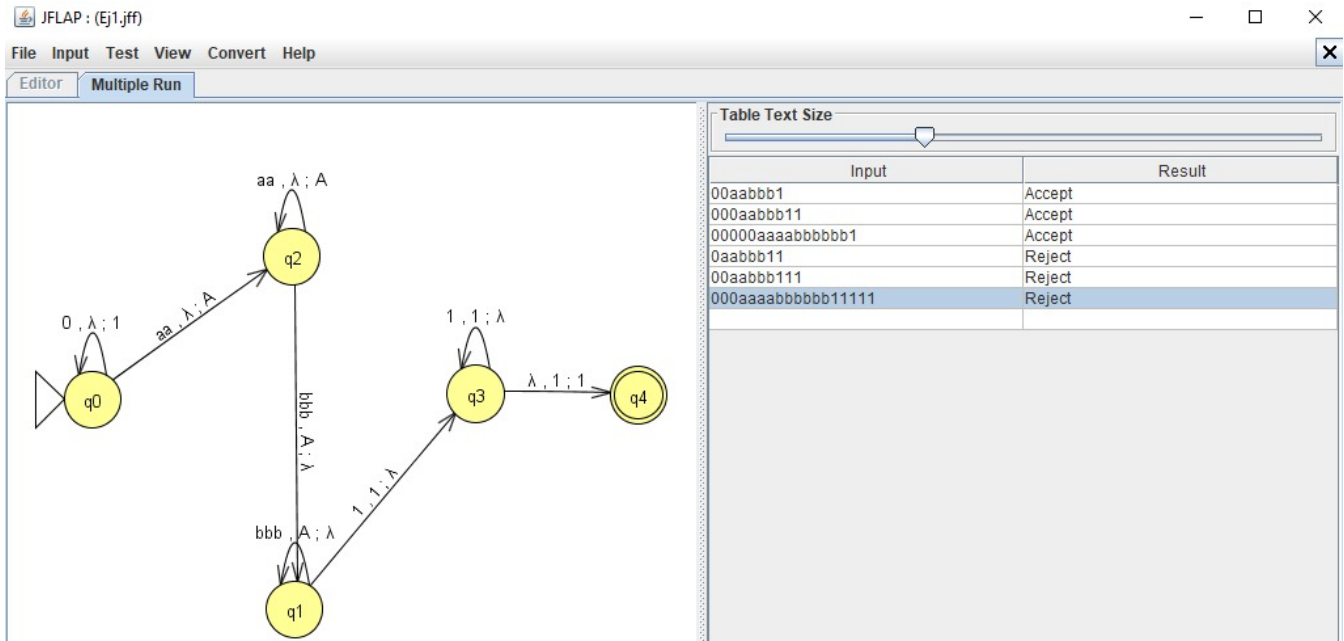 JFLAP : (Ej1.jff)
File Input Test View Convert Help
Editor Multiple Run
Table Text Size
Input Result
00aabbb1 Accept
000aabbb11 Accept
00000aaaabbbbbb1 Accept
0aabbb11 Reject
00aabbb111 Reject
000aaaabbbbbb11111 Reject
aa , λ ; A
q2
0 , λ ; 1
aa , λ ; A
q0
1 , 1 ; λ
q3
λ , 1 ; 1
q4
bbb , A ; λ
1 , 1 ; λ
bbb , A ; λ
q1